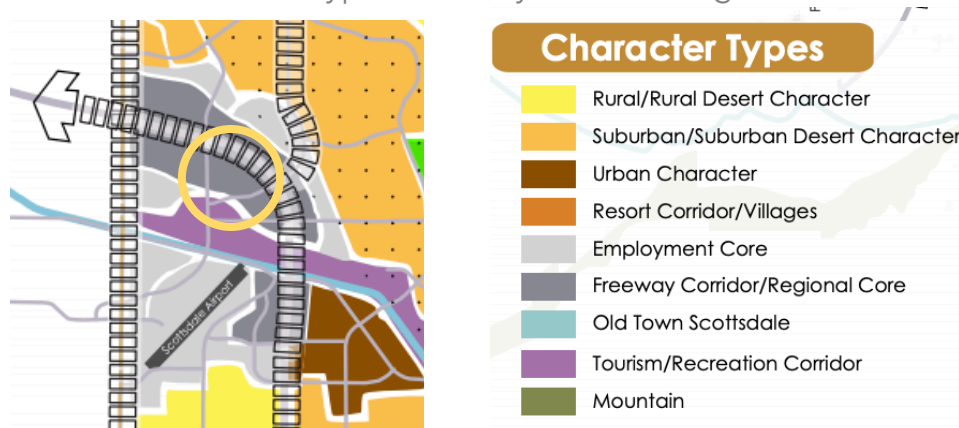 Scottsdale Airport
Character Types
Rural/Rural Desert Character
Suburban/Suburban Desert Character
Urban Character
Resort Corridor/Villages
Employment Core
Freeway Corridor/Regional Core
Old Town Scottsdale
Tourism/Recreation Corridor
Mountain